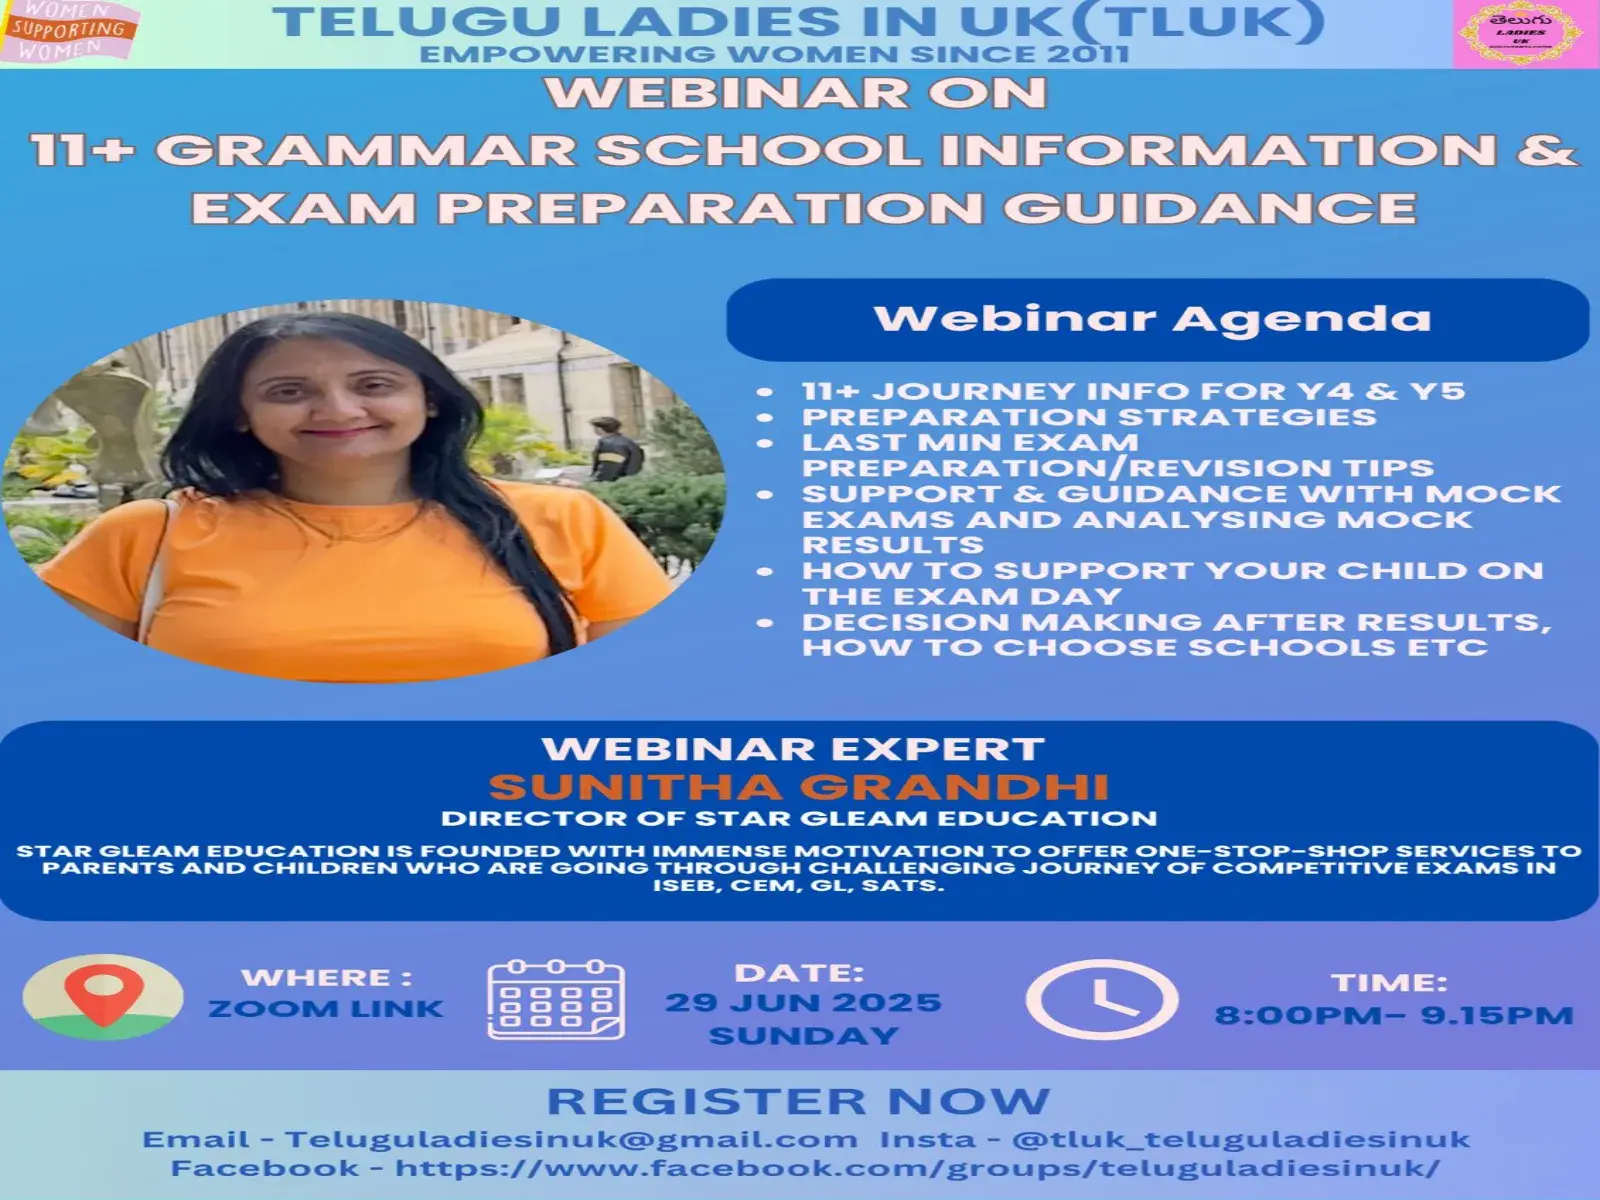 WOMEN
SUPPORTING
WOMEN
TELUGU LADIES IN UK(TLUK)
EMPOWERING WOMEN SINCE 2011
తెలుగు
LADIES
UK
WEBINAR ON
11+ GRAMMAR SCHOOL INFORMATION &
EXAM PREPARATION GUIDANCE
Webinar Agenda
• 11+ JOURNEY INFO FOR Y4 & Y5
• PREPARATION STRATEGIES
• LAST MIN EXAM
PREPARATION/REVISION TIPS
• SUPPORT & GUIDANCE WITH MOCK
EXAMS AND ANALYSING MOCK
RESULTS
• HOW TO SUPPORT YOUR CHILD ON
THE EXAM DAY
• DECISION MAKING AFTER RESULTS,
HOW TO CHOOSE SCHOOLS ETC
WEBINAR EXPERT
SUNITHA GRANDHI
DIRECTOR OF STAR GLEAM EDUCATION
STAR GLEAM EDUCATION IS FOUNDED WITH IMMENSE MOTIVATION TO OFFER ONE-STOP-SHOP SERVICES TO
PARENTS AND CHILDREN WHO ARE GOING THROUGH CHALLENGING JOURNEY OF COMPETITIVE EXAMS IN
ISEB, CEM, GL, SATS.
WHERE :
ZOOM LINK
DATE:
29 JUN 2025
SUNDAY
TIME:
8:00PM- 9.15PM
REGISTER NOW
Email - Teluguladiesinuk@gmail.com Insta - @tluk_teluguladiesinuk
Facebook - https://www.facebook.com/groups/teluguladiesinuk/